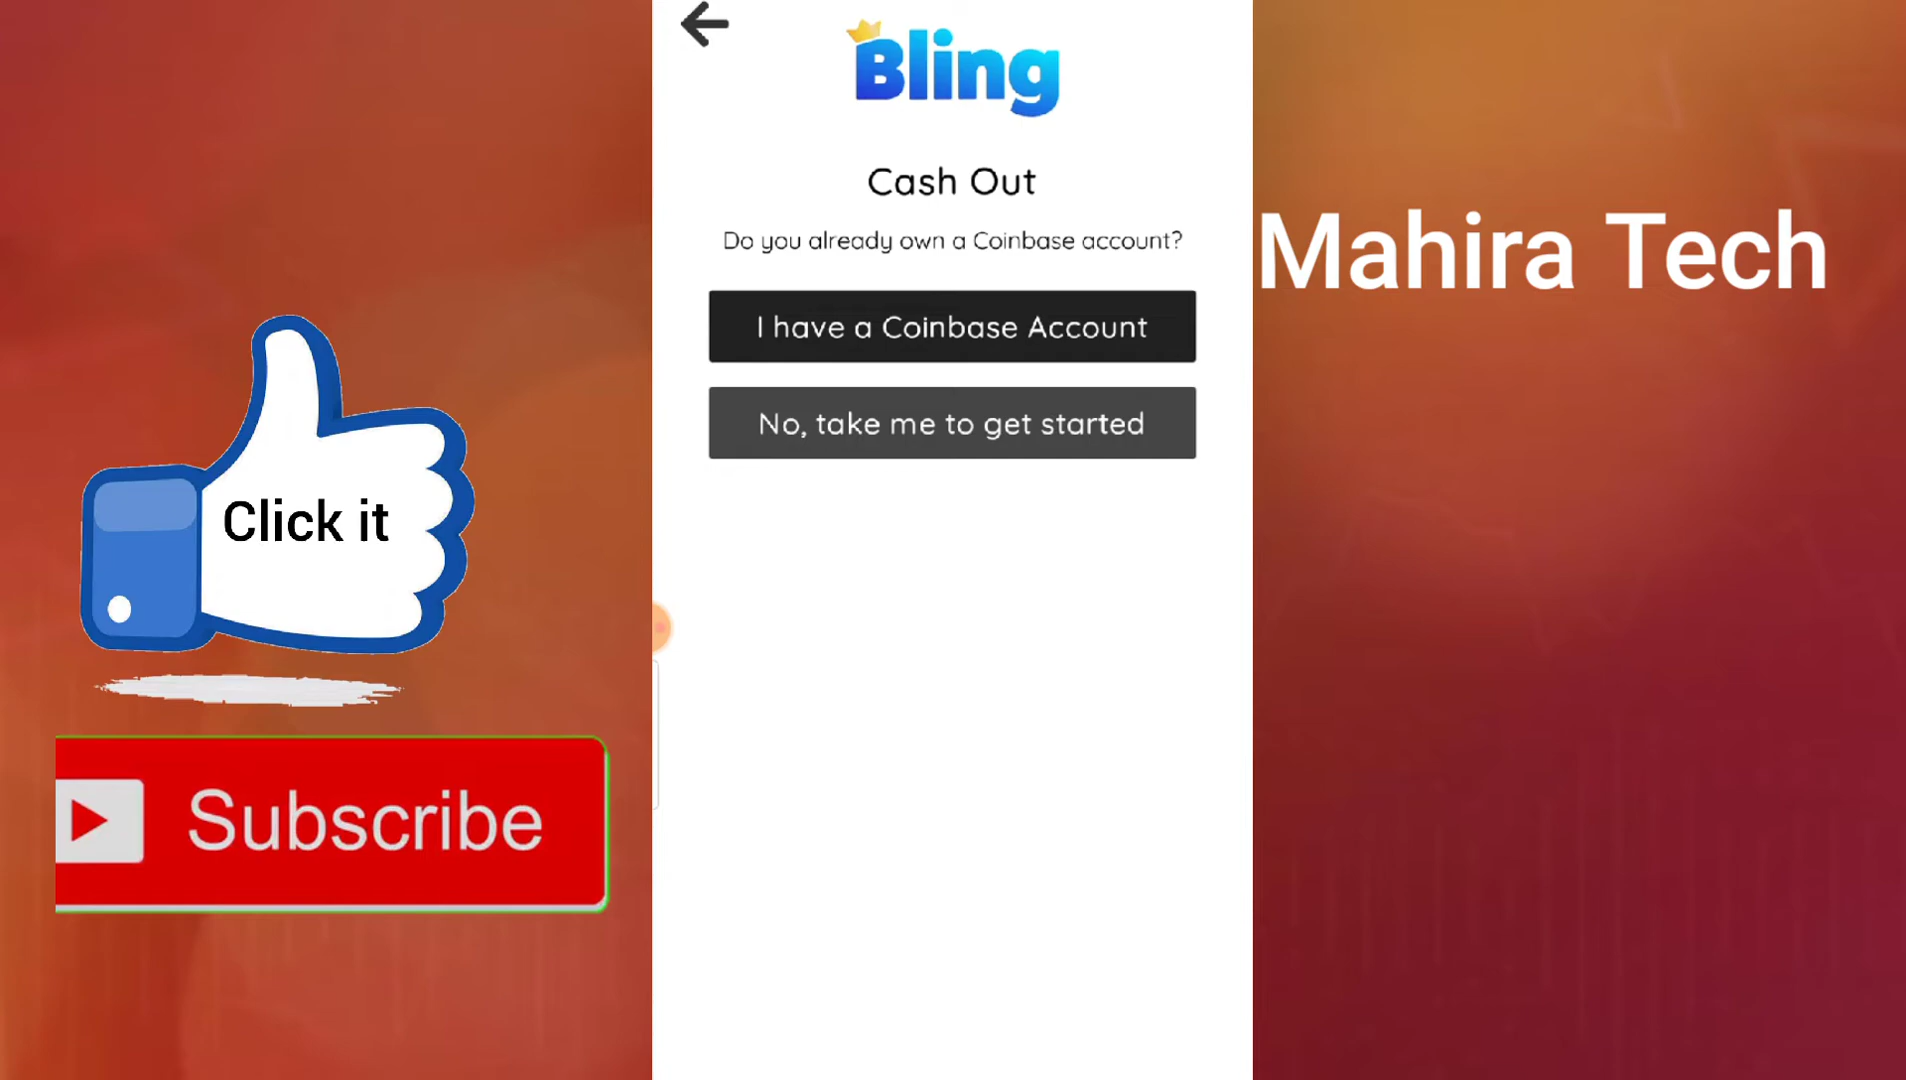 Bling
Cash Out
Do you already own a Coinbase account?
I have a Coinbase Account
No, take me to get started
Mahira Tech
Click it
Subscribe